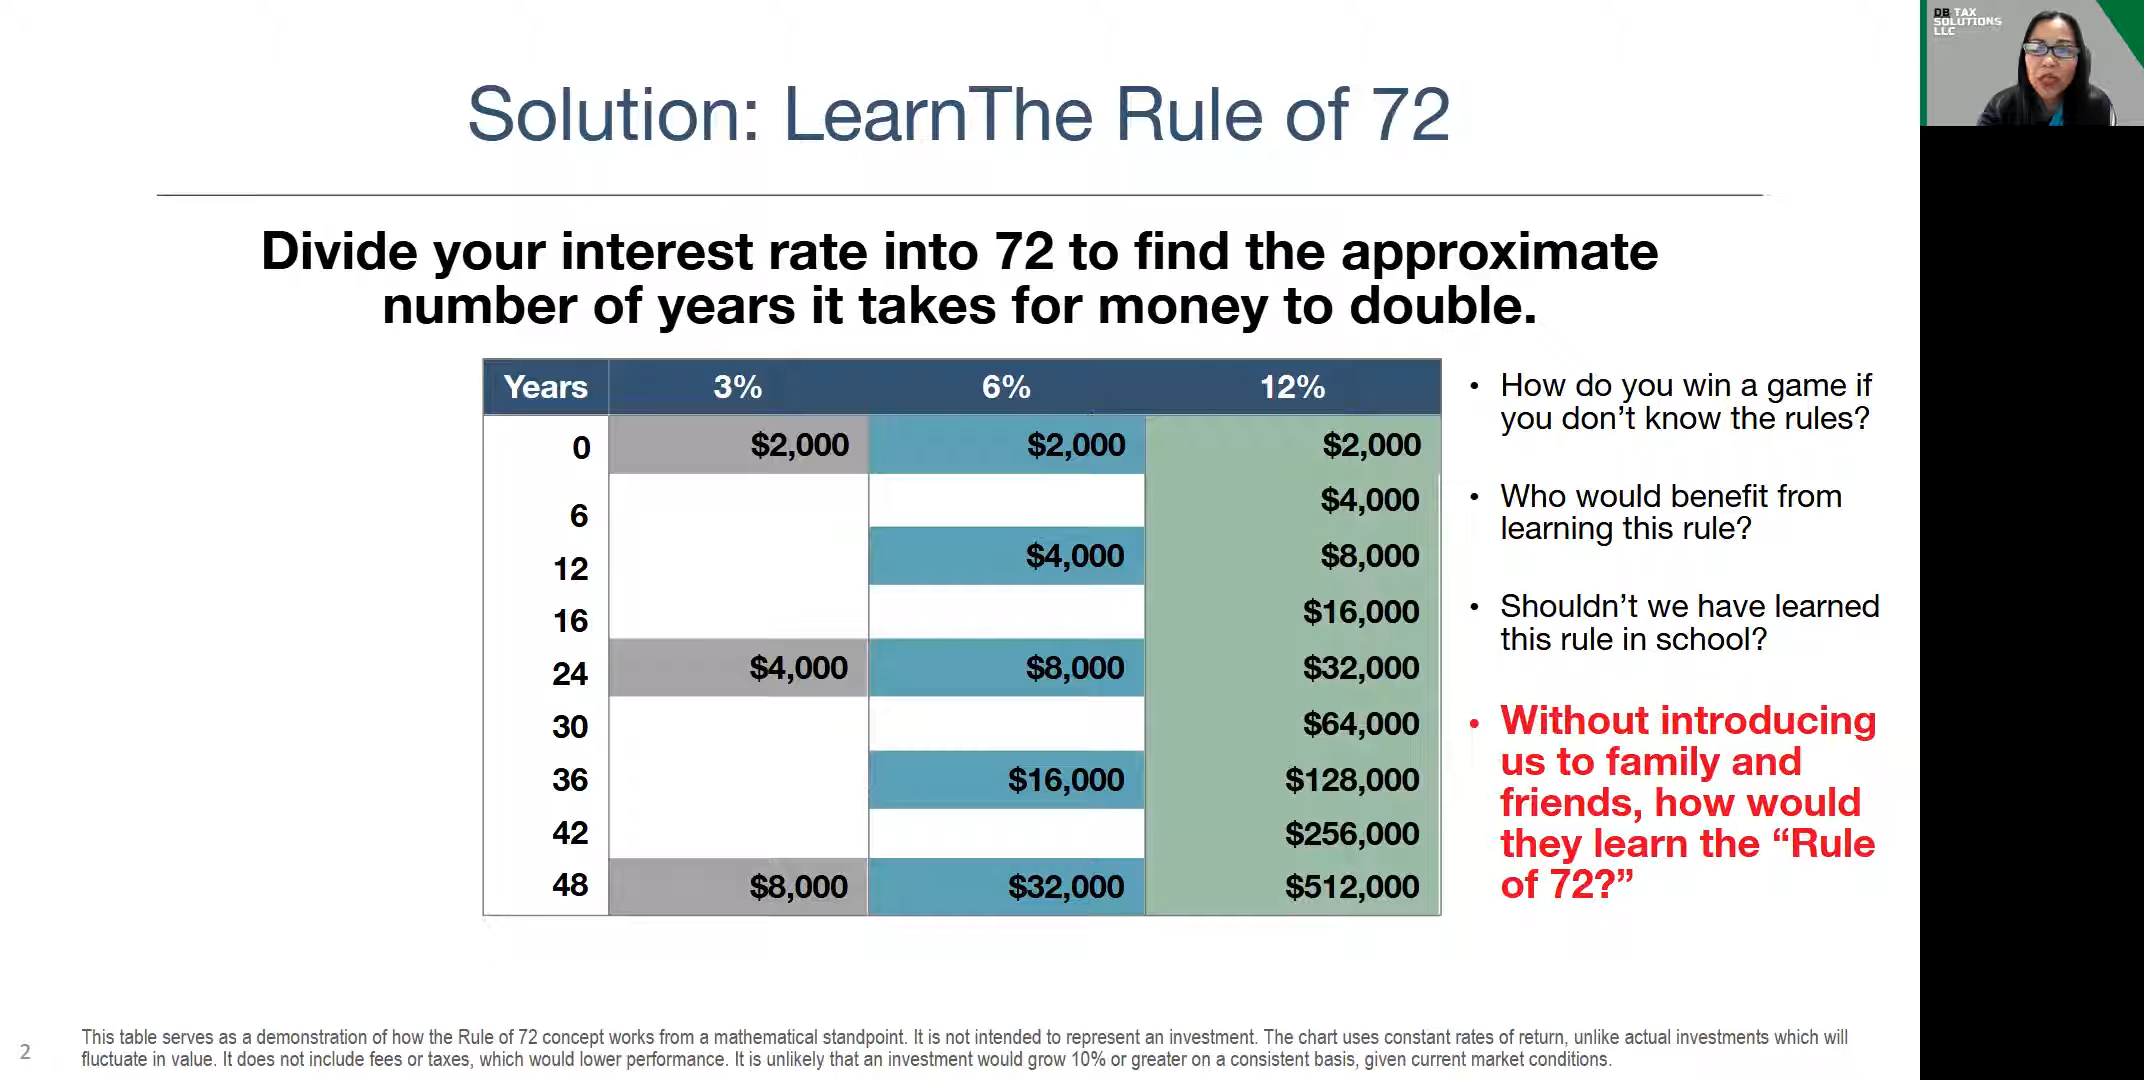 DB TAX
SOLUTIONS
LLC
Solution: LearnThe Rule of 72
Divide your interest rate into 72 to find the approximate
number of years it takes for money to double.
Years 3% 6% 12%
0 $2,000 $2,000 $2,000
6 $4,000
12 $4,000 $8,000
16 $16,000
24 $4,000 $8,000 $32,000
30 $64,000
36 $16,000 $128,000
42 $256,000
48 $8,000 $32,000 $512,000
• How do you win a game if
you don’t know the rules?
• Who would benefit from
learning this rule?
• Shouldn’t we have learned
this rule in school?
• Without introducing
us to family and
friends, how would
they learn the “Rule
of 72?”
This table serves as a demonstration of how the Rule of 72 concept works from a mathematical standpoint. It is not intended to represent an investment. The chart uses constant rates of return, unlike actual investments which will
fluctuate in value. It does not include fees or taxes, which would lower performance. It is unlikely that an investment would grow 10% or greater on a consistent basis, given current market conditions.
2